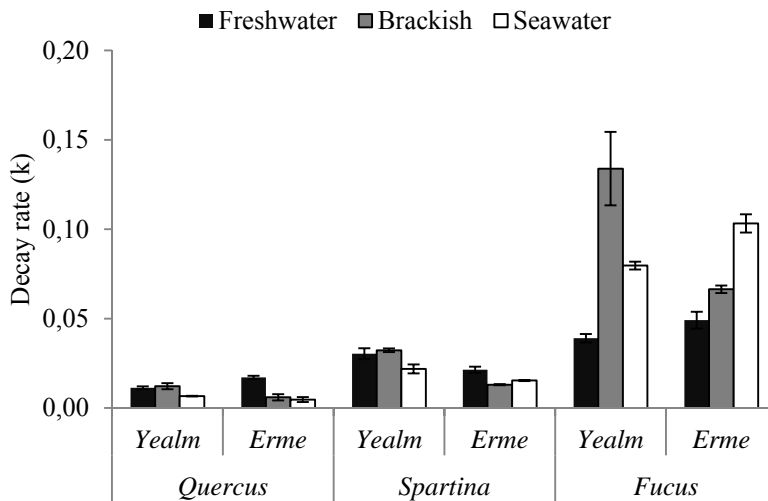 Freshwater Brackish Seawater
Decay rate (k)
0,20
0,15
0,10
0,05
0,00
Yealm Erme Yealm Erme Yealm Erme
Quercus Spartina Fucus